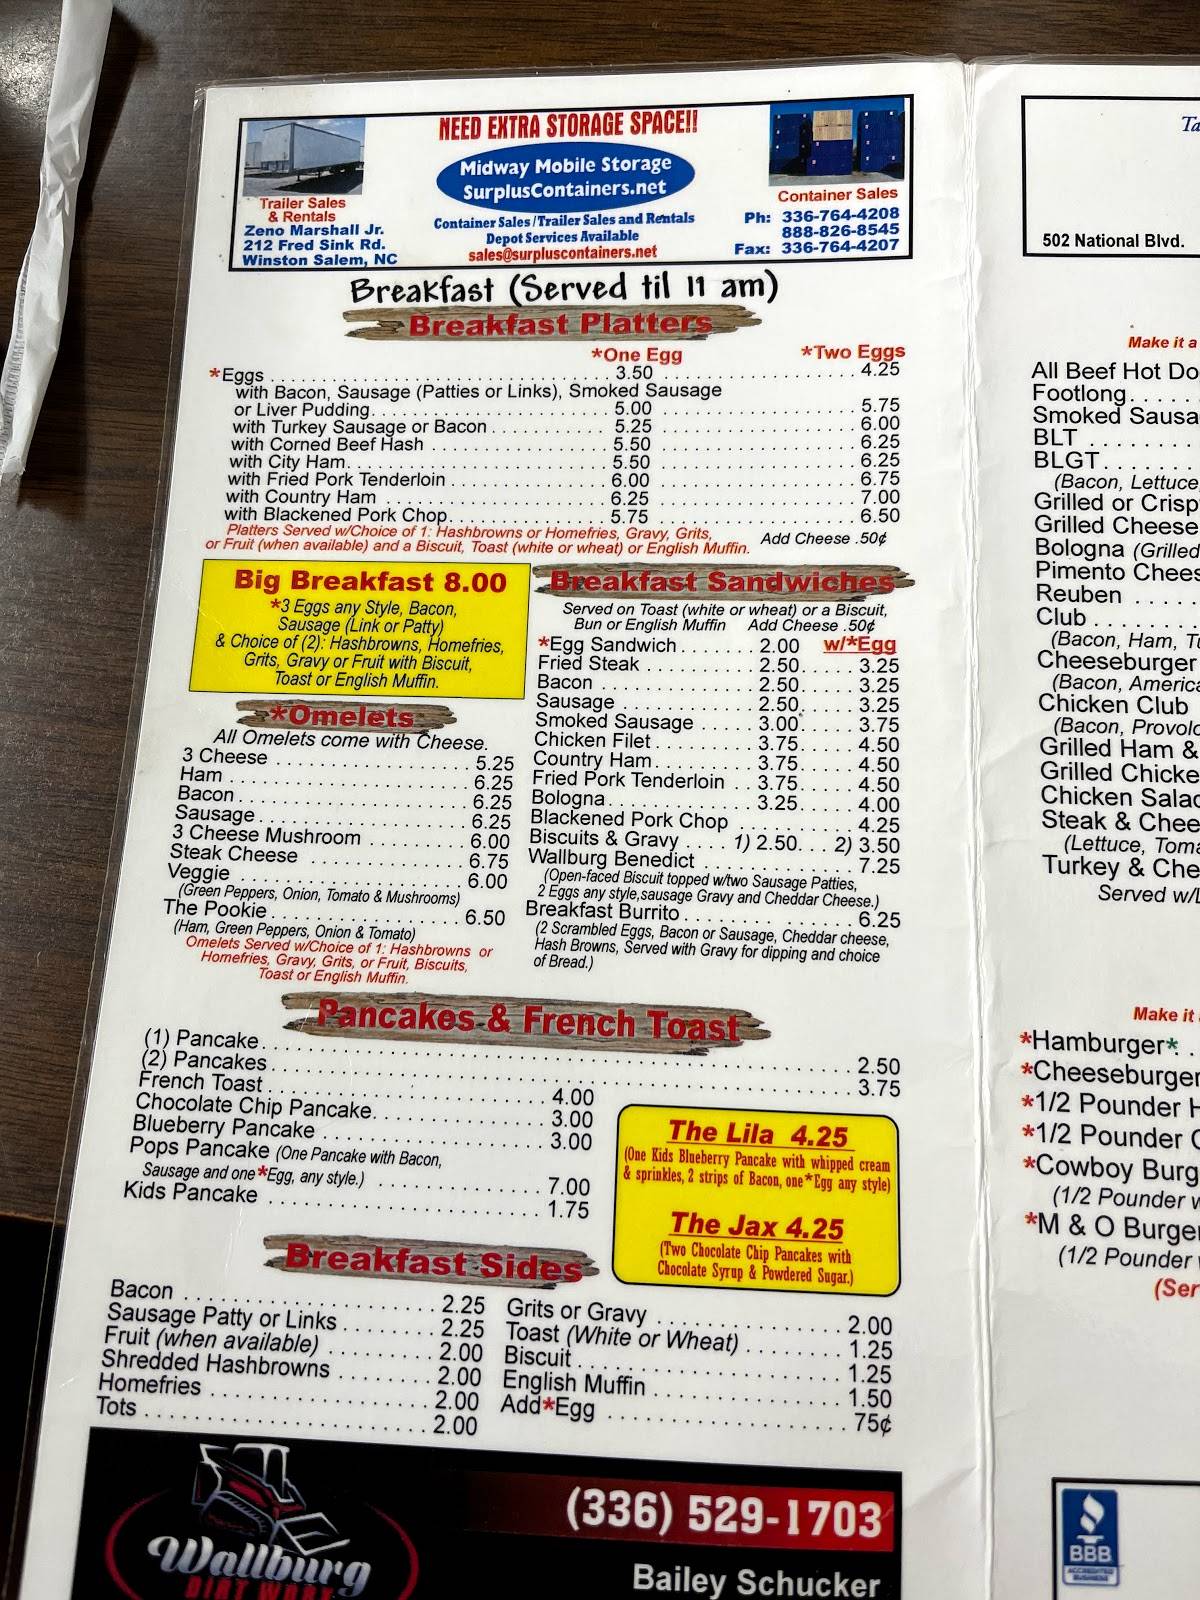 NEED EXTRA STORAGE SPACE!!
Midway Mobile Storage
SurplusContainers.net
Trailer Sales
& Rentals
Zeno Marshall Jr.
212 Fred Sink Rd.
Winston Salem, NC
Container Sales/Trailer Sales and Rentals
Depot Services Available
sales@surpluscontainers.net
Container Sales
Ph: 336-764-4208
888-826-8545
Fax: 336-764-4207
Breakfast (Served til 11 am)
Breakfast Platters
*One Egg *Two Eggs
*Eggs 3.50 4.25
with Bacon, Sausage (Patties or Links), Smoked Sausage
or Liver Pudding 5.00 5.75
with Turkey Sausage or Bacon 5.25 6.00
with Corned Beef Hash 5.50 6.25
with City Ham 5.50 6.25
with Fried Pork Tenderloin 6.00 6.75
with Country Ham 6.25 7.00
with Blackened Pork Chop 5.75 6.50
Platters Served w/Choice of 1: Hashbrowns or Homefries, Gravy, Grits,
or Fruit (when available) and a Biscuit, Toast (white or wheat) or English Muffin. Add Cheese .50¢
Big Breakfast 8.00
*3 Eggs any Style, Bacon,
Sausage (Link or Patty)
& Choice of (2): Hashbrowns, Homefries,
Grits, Gravy or Fruit with Biscuit,
Toast or English Muffin.
*Omelets
All Omelets come with Cheese.
3 Cheese 5.25
Ham 6.25
Bacon 6.25
Sausage 6.25
3 Cheese Mushroom 6.00
Steak Cheese 6.75
Veggie 6.00
(Green Peppers, Onion, Tomato & Mushrooms)
The Pookie 6.50
(Ham, Green Peppers, Onion & Tomato)
Omelets Served w/Choice of 1: Hashbrowns or
Homefries, Gravy, Grits, or Fruit, Biscuits,
Toast or English Muffin.
Breakfast Sandwiches
Served on Toast (white or wheat) or a Biscuit,
Bun or English Muffin Add Cheese .50¢
*Egg Sandwich 2.00 w/*Egg
Fried Steak 2.50 3.25
Bacon 2.50 3.25
Sausage 2.50 3.25
Smoked Sausage 3.00 3.75
Chicken Filet 3.75 4.50
Country Ham 3.75 4.50
Fried Pork Tenderloin 3.75 4.50
Bologna 3.25 4.00
Blackened Pork Chop 4.25
Biscuits & Gravy 1) 2.50 2) 3.50
Wallburg Benedict 7.25
(Open-faced Biscuit topped w/two Sausage Patties,
2 Eggs any style,sausage Gravy and Cheddar Cheese.)
Breakfast Burrito 6.25
(2 Scrambled Eggs, Bacon or Sausage, Cheddar cheese,
Hash Browns, Served with Gravy for dipping and choice
of Bread.)
Pancakes & French Toast
(1) Pancake 2.50
(2) Pancakes 3.75
French Toast 4.00
Chocolate Chip Pancake 3.00
Blueberry Pancake 3.00
Pops Pancake (One Pancake with Bacon,
Sausage and one*Egg, any style.) 7.00
Kids Pancake 1.75
The Lila 4.25
(One Kids Blueberry Pancake with whipped cream
& sprinkles, 2 strips of Bacon, one*Egg any style)
The Jax 4.25
(Two Chocolate Chip Pancakes with
Chocolate Syrup & Powdered Sugar.)
Breakfast Sides
Bacon 2.25
Sausage Patty or Links 2.25
Fruit (when available) 2.00
Shredded Hashbrowns 2.00
Homefries 2.00
Tots 2.00
Grits or Gravy 2.00
Toast (White or Wheat) 1.25
Biscuit 1.25
English Muffin 1.50
Add*Egg 75¢
Wallburg
DIRT WORX
(336) 529-1703
Bailey Schucker
502 National Blvd.
Make it a
All Beef Hot
Footlong
Smoked
BLT
BLGT
(Bacon, Lettuce,
Grilled or
Grilled Cheese
Bologna (Grilled
Pimento
Reuben
Club
(Bacon, Ham,
Cheeseburger
(Bacon,
Chicken Club
(Bacon,
Grilled Ham &
Grilled
Chicken
Steak &
(Lettuce,
Turkey &
Served
Make it
*Hamburger*
*Cheeseburger
*1/2 Pounder
*1/2 Pounder
*Cowboy
(1/2 Pounder
*M & O Burger
(1/2 Pounder
BBB
ACCREDITED
BUSINESS